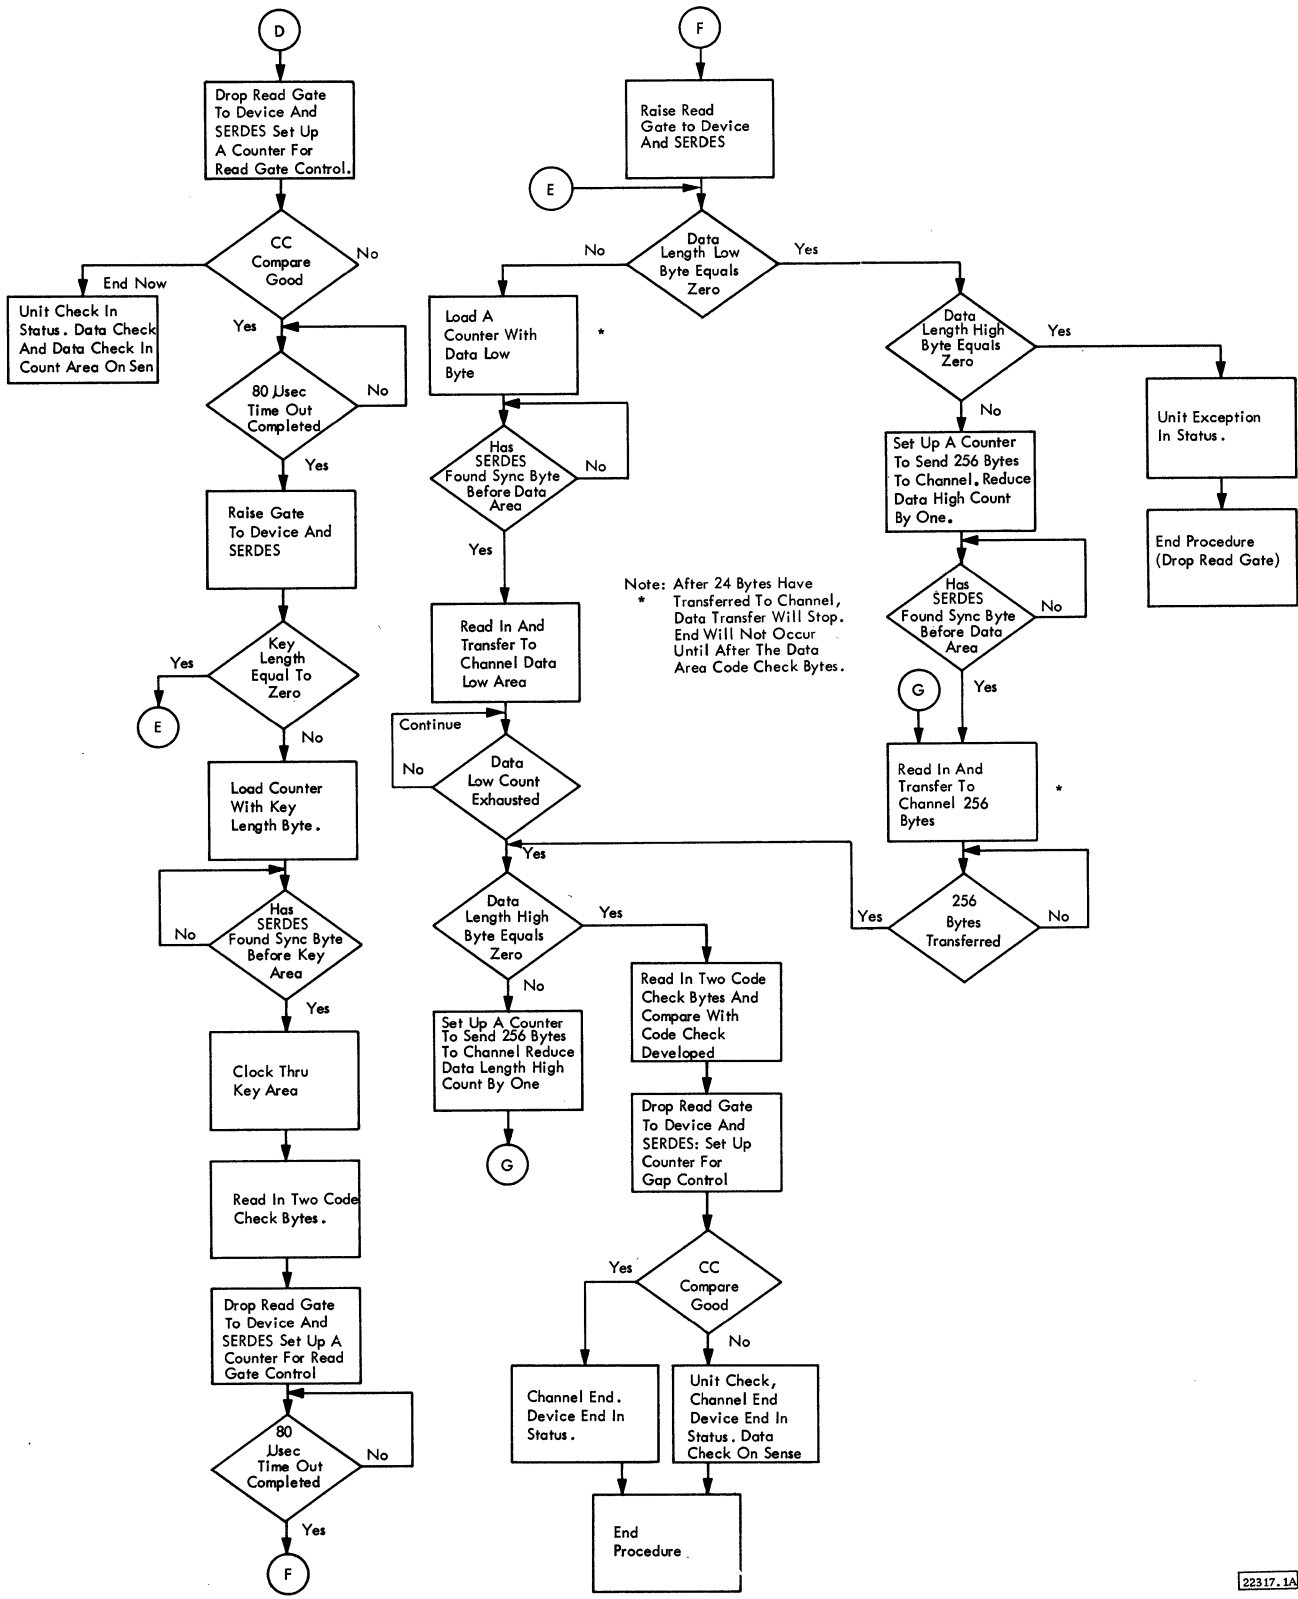 D
Drop Read Gate
To Device And
SERDES Set Up
A Counter For
Read Gate Control.
CC
Compare
Good
No
End Now
Unit Check In
Status. Data Check
And Data Check In
Count Area On Sen
Yes
80 μsec
Time Out
Completed
No
Yes
Raise Gate
To Device And
SERDES
Key
Length
Equal To
Zero
Yes
E
No
Load Counter
With Key
Length Byte.
Has
SERDES
Found Sync Byte
Before Key
Area
No
Yes
Clock Thru
Key Area
Read In Two Code
Check Bytes.
Drop Read Gate
To Device And
SERDES Set Up A
Counter For Read
Gate Control
80
μsec
Time Out
Completed
No
Yes
F
F
Raise Read
Gate to Device
And SERDES
E
Data
Length Low
Byte Equals
Zero
No
Yes
Load A
Counter With
Data Low
Byte
*
Has
SERDES
Found Sync Byte
Before Data
Area
No
Yes
Read In And
Transfer To
Channel Data
Low Area
Continue
Data
Low Count
Exhausted
No
Yes
Data
Length High
Byte Equals
Zero
Yes
No
Set Up A Counter
To Send 256 Bytes
To Channel Reduce
Data Length High
Count By One
G
Read In Two Code
Check Bytes And
Compare With
Code Check
Developed
Drop Read Gate
To Device And
SERDES: Set Up
Counter For
Gap Control
CC
Compare
Good
Yes
No
Channel End.
Device End In
Status.
Unit Check,
Channel End
Device End In
Status. Data
Check On Sense
End
Procedure
Note: After 24 Bytes Have
* Transferred To Channel,
Data Transfer Will Stop.
End Will Not Occur
Until After The Data
Area Code Check Bytes.
Data
Length High
Byte Equals
Zero
Yes
No
Unit Exception
In Status.
End Procedure
(Drop Read Gate)
Set Up A Counter
To Send 256 Bytes
To Channel. Reduce
Data High Count
By One.
Has
SERDES
Found Sync Byte
Before Data
Area
No
Yes
G
Read In And
Transfer To
Channel 256
Bytes
*
256
Bytes
Transferred
Yes
No
22317.1A